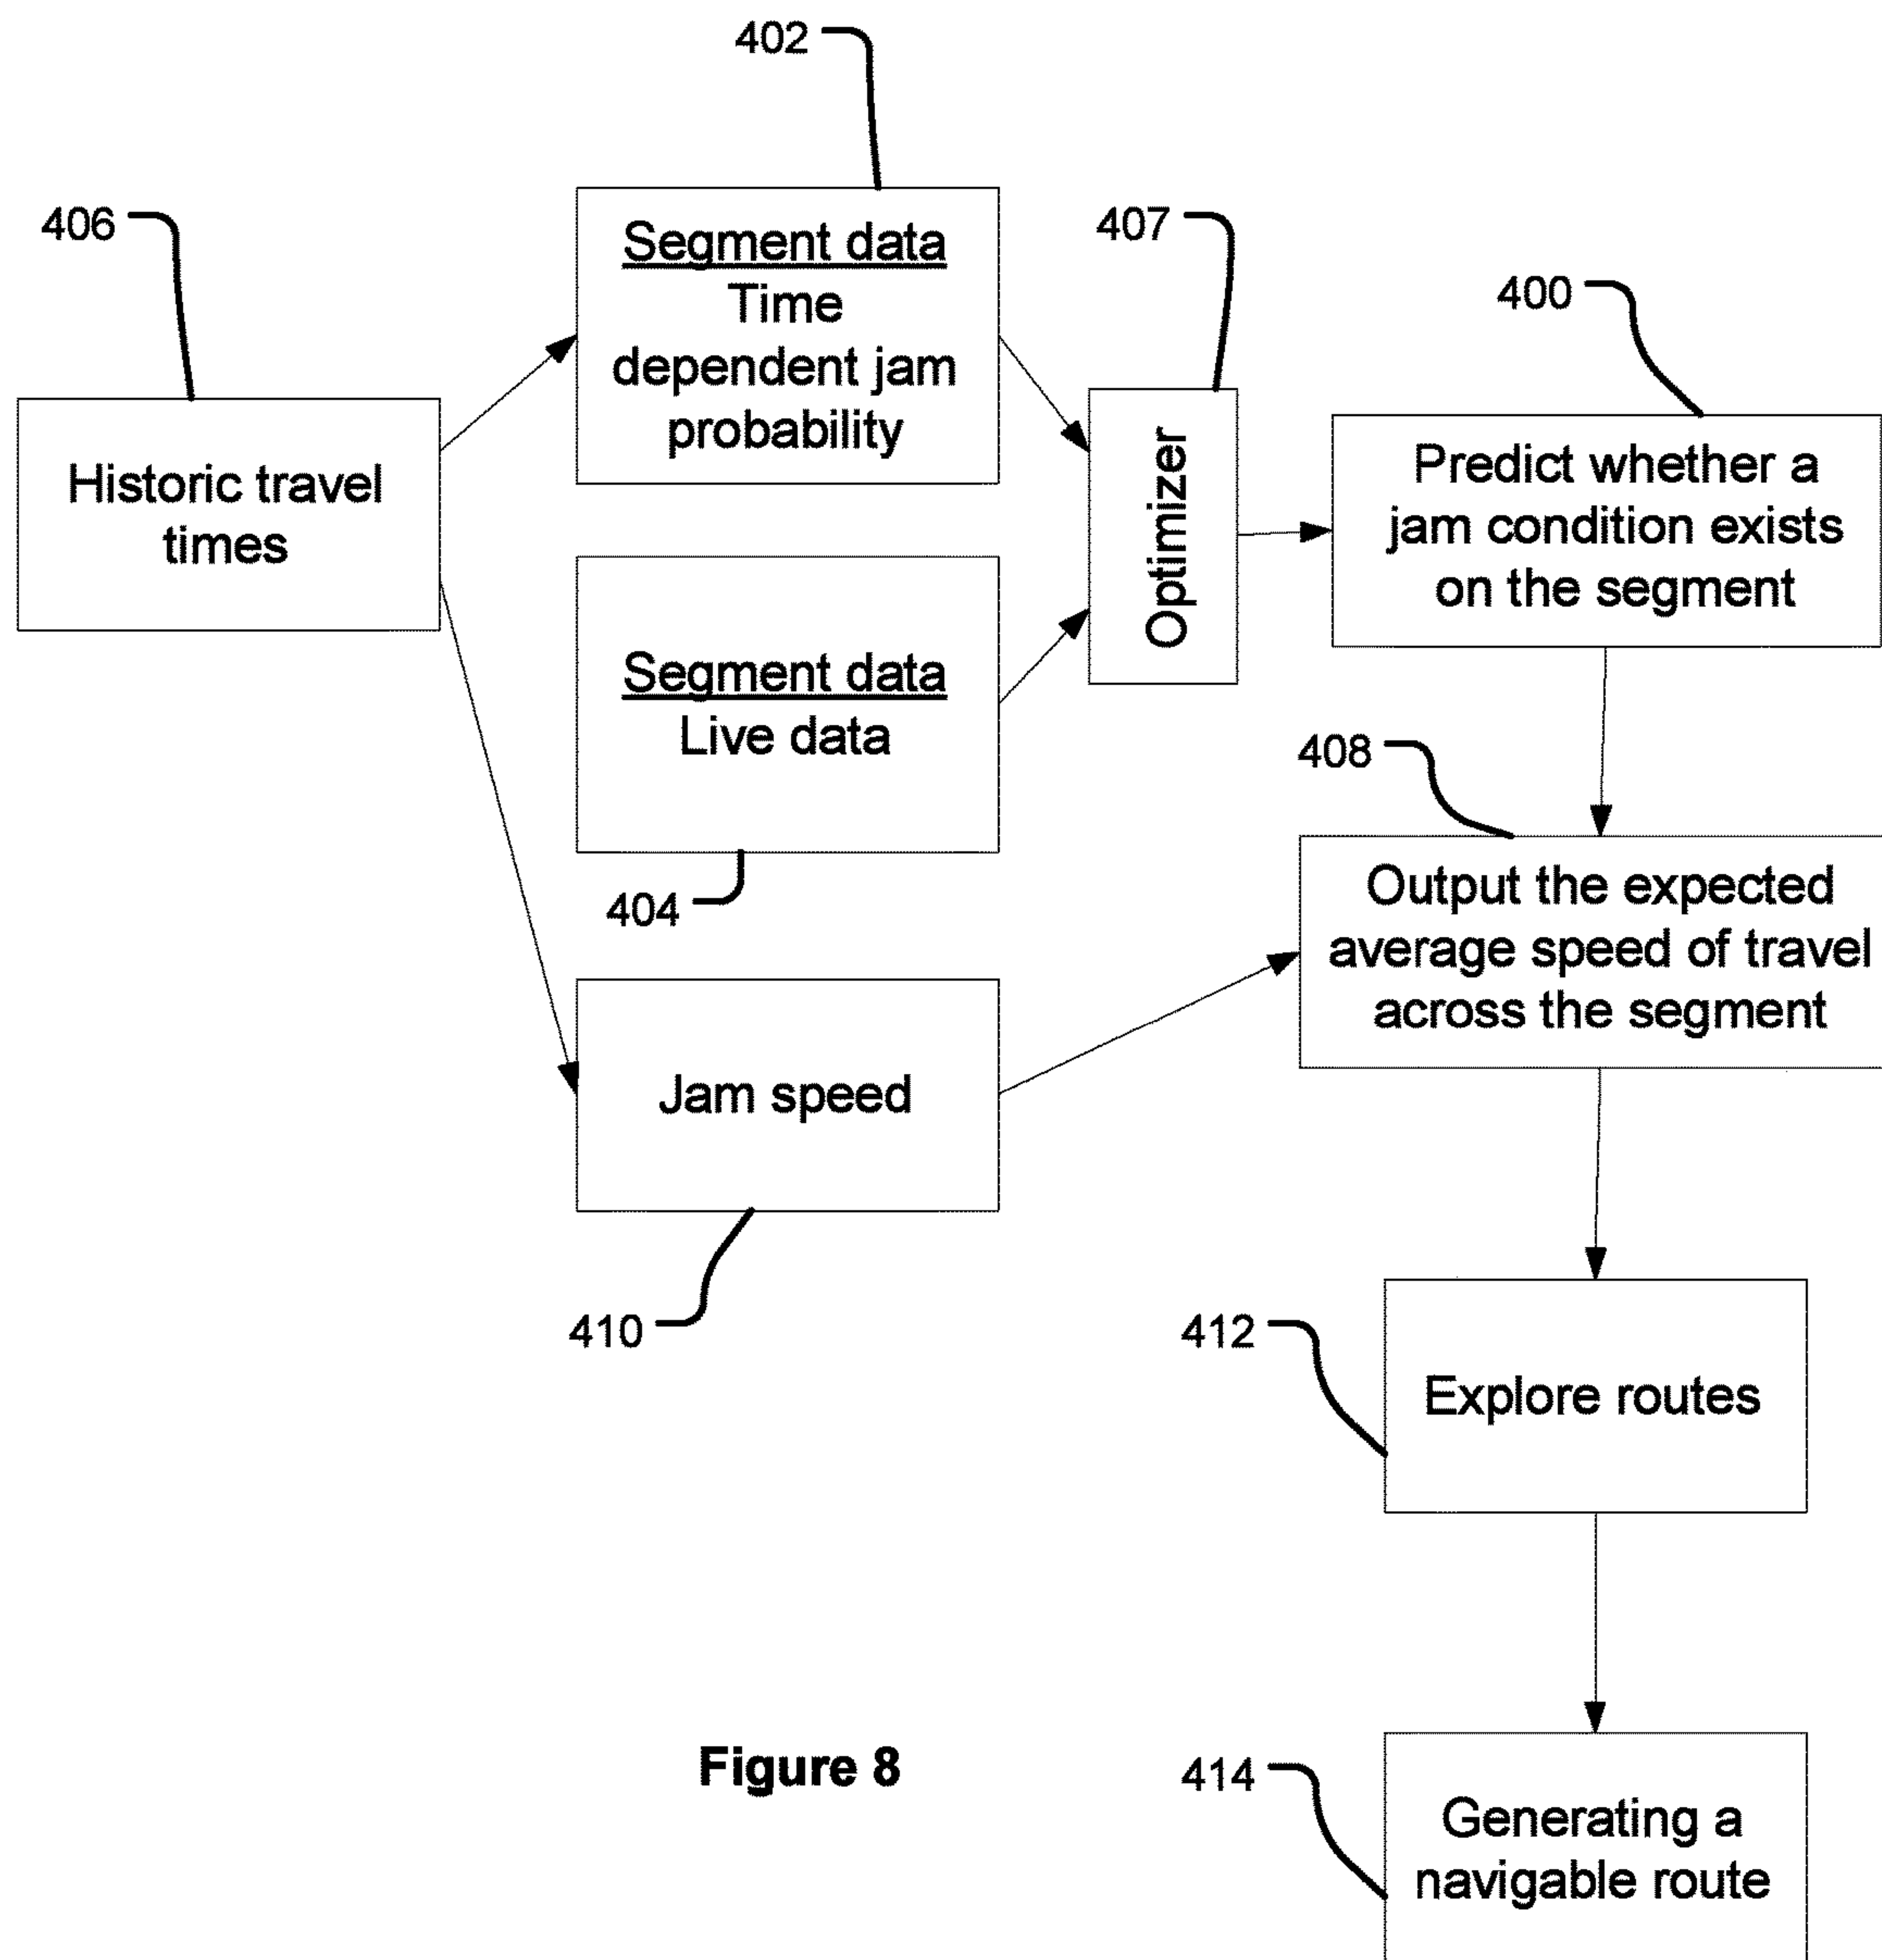 402
406
Segment data
Time
dependent jam
probability
407
400
Historic travel
times
Optimizer
Predict whether a
jam condition exists
on the segment
Segment data
Live data
404
408
Output the expected
average speed of travel
across the segment
Jam speed
410
412
Explore routes
Figure 8
414
Generating a
navigable route